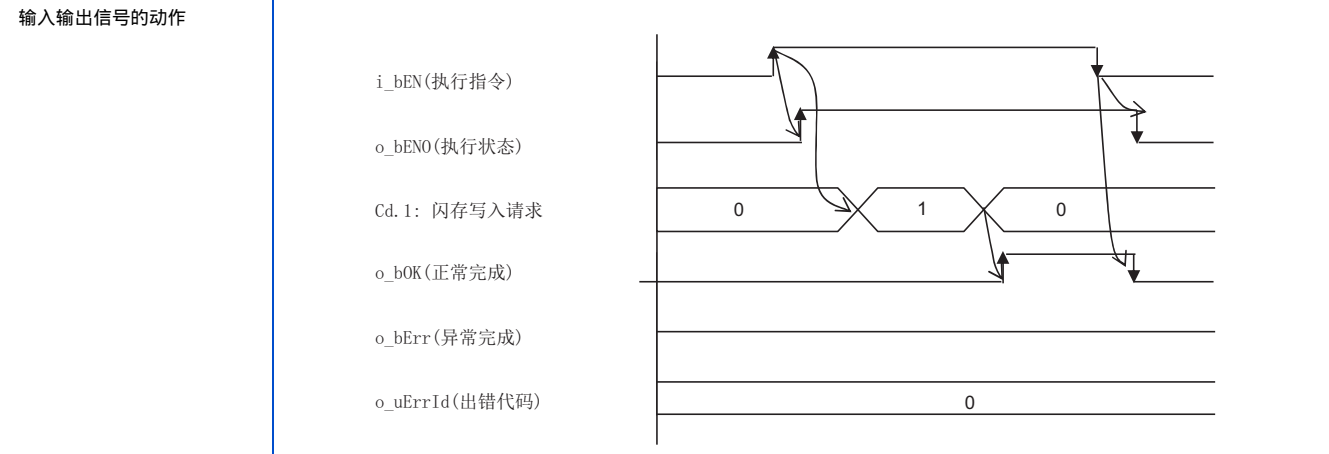 输入输出信号的动作
i_bEN(执行指令)
o_bENO(执行状态)
Cd.1: 闪存写入请求
0
1
0
o_bOK(正常完成)
o_bErr(异常完成)
o_uErrId(出错代码)
0